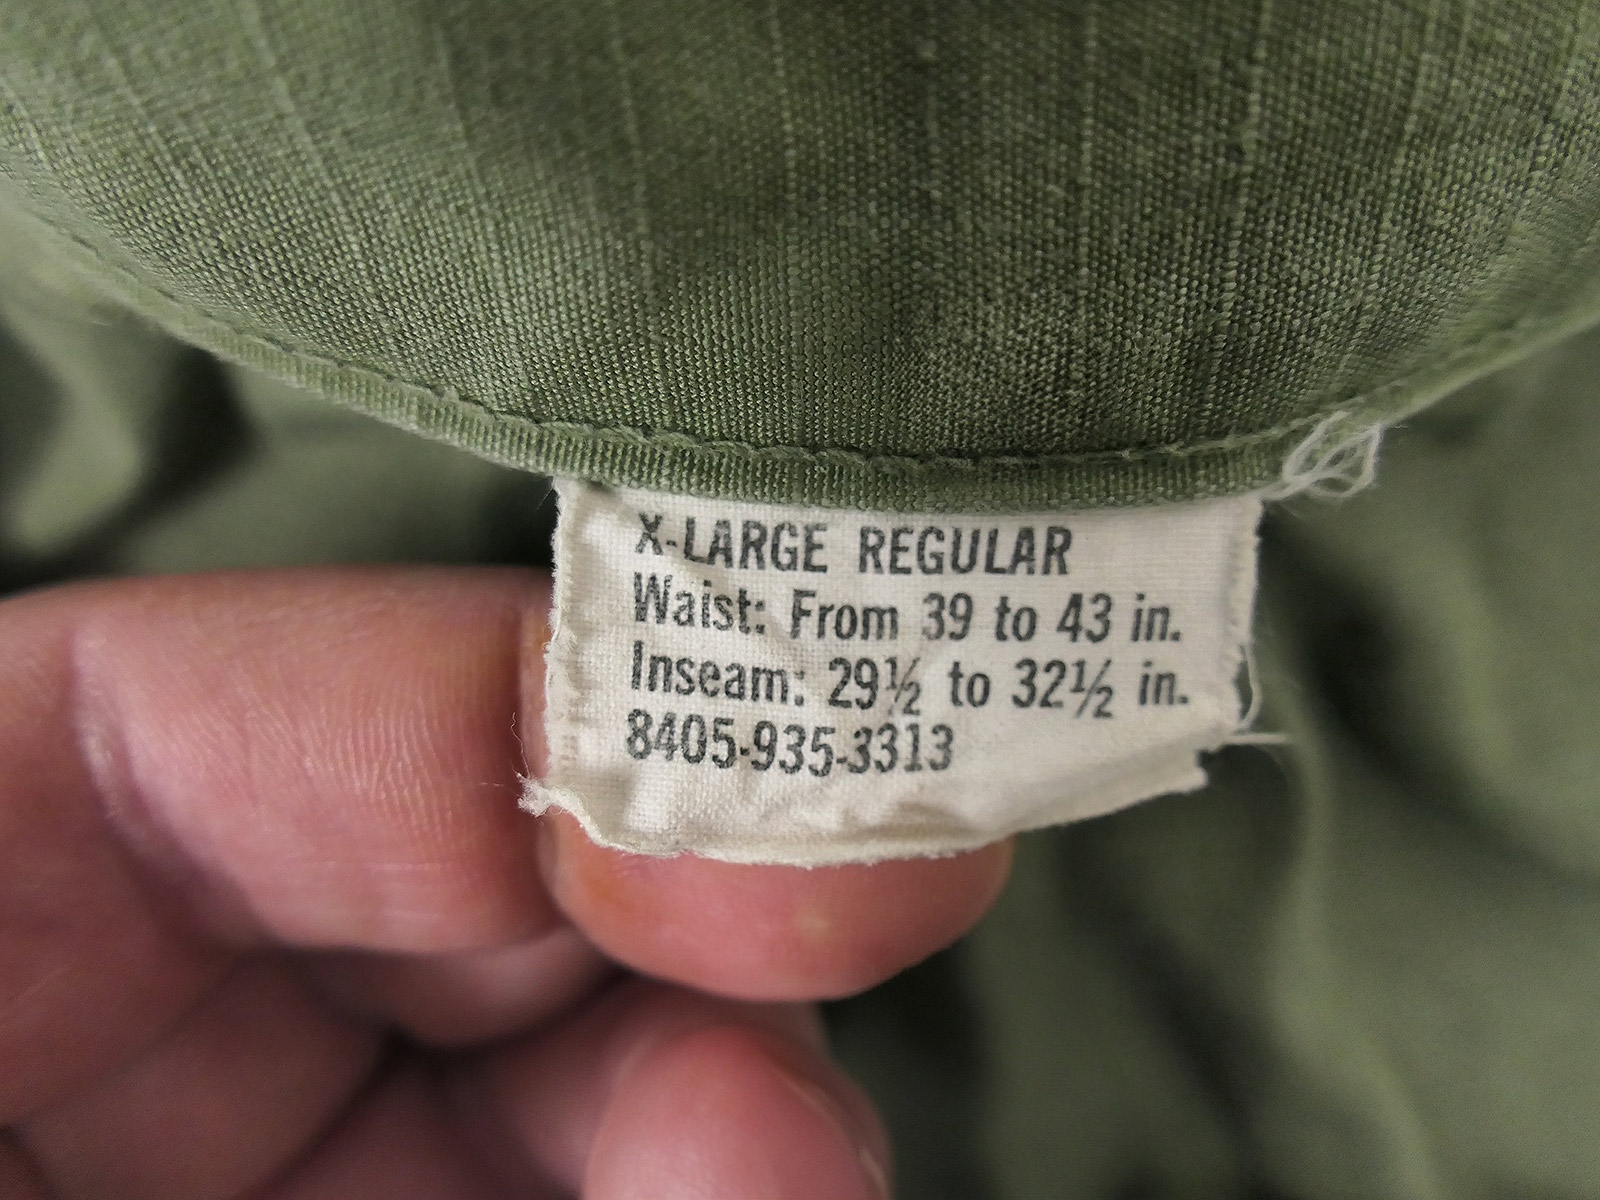 X-LARGE REGULAR
Waist: From 39 to 43 in.
Inseam: 29½ to 32½ in.
8405-935-3313